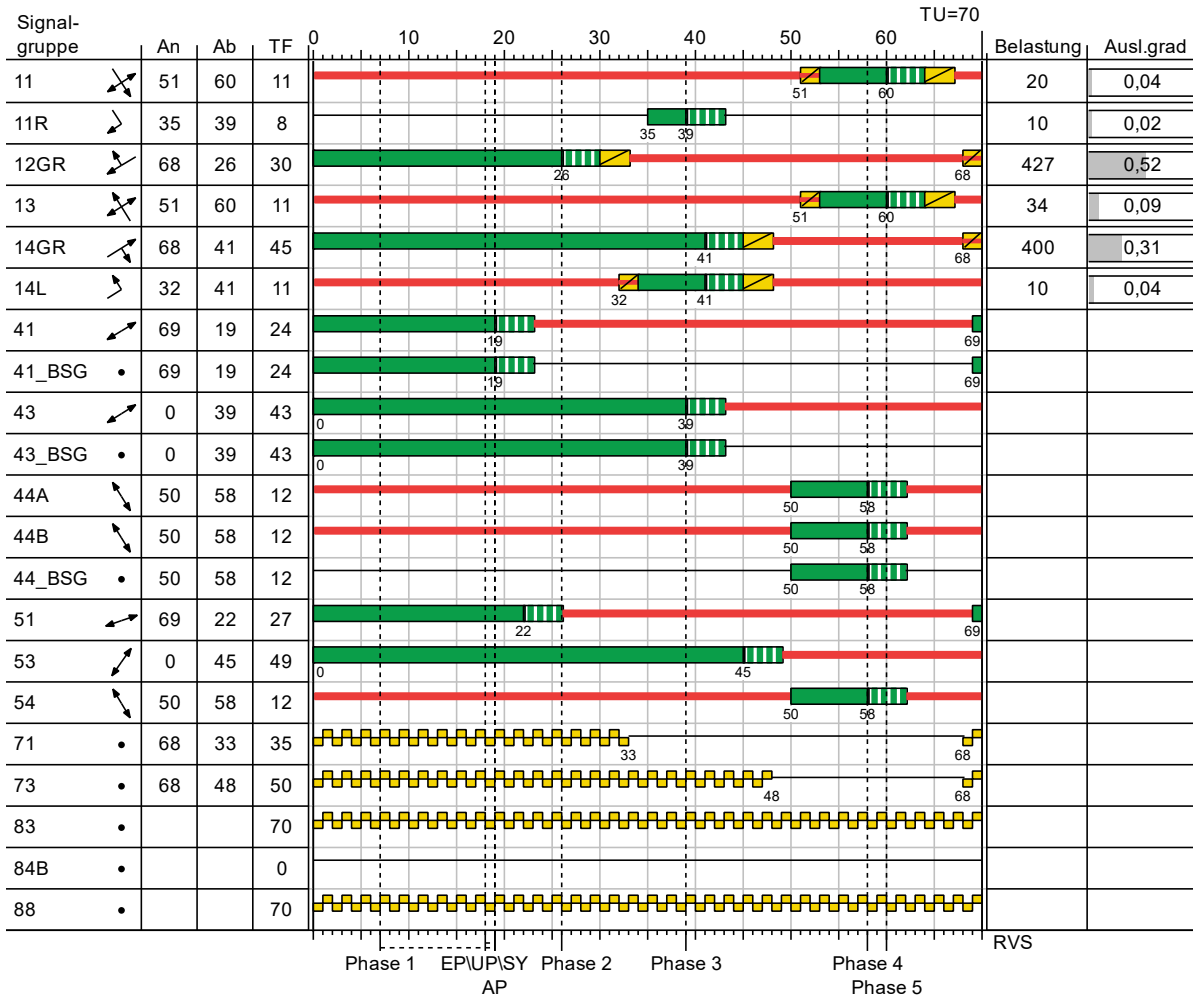 TU=70
Signal-
gruppe An Ab TF 0 10 20 30 40 50 60 Belastung Ausl.grad
11 51 60 11 51 60 20 0,04
11R 35 39 8 35 39 10 0,02
12GR 68 26 30 26 68 427 0,52
13 51 60 11 51 60 34 0,09
14GR 68 41 45 41 68 400 0,31
14L 32 41 11 32 41 10 0,04
41 69 19 24 19 69
41_BSG 69 19 24 19 69
43 0 39 43 0 39
43_BSG 0 39 43 0 39
44A 50 58 12 50 58
44B 50 58 12 50 58
44_BSG 50 58 12 50 58
51 69 22 27 22 69
53 0 45 49 0 45
54 50 58 12 50 58
71 68 33 35 33 68
73 68 48 50 48 68
83 70
84B 0
88 70
RVS
Phase 1 EP\UP\SY Phase 2 Phase 3 Phase 4
AP Phase 5